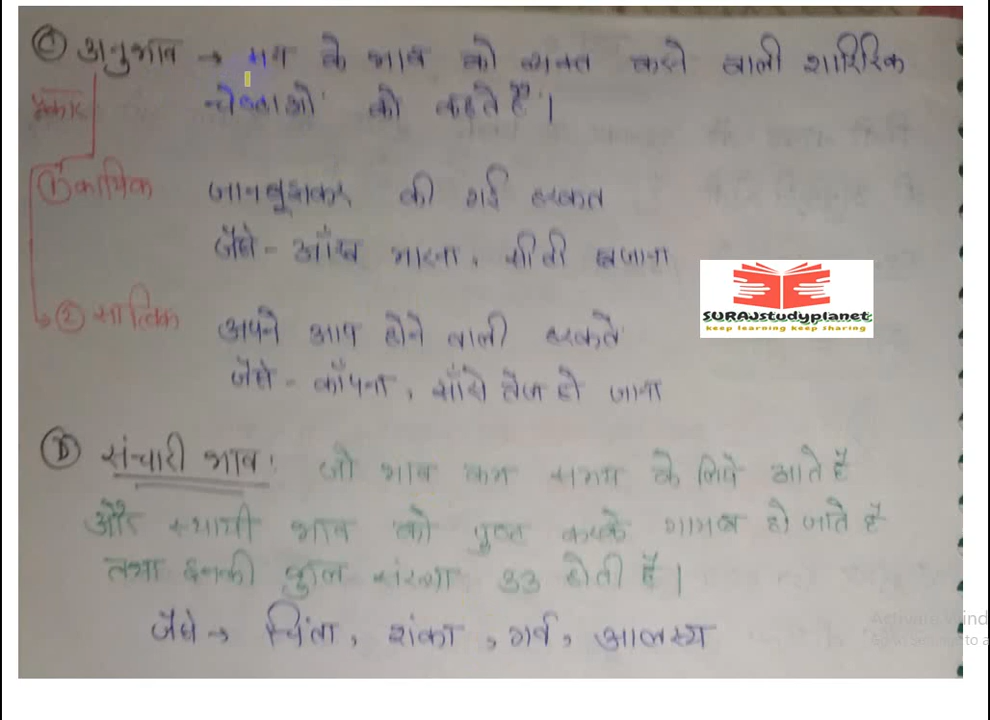 Ⓒ अनुभाव → मन के भाव को व्यक्त करने वाली शारिरिक
चेष्टाओं को कहते हैं।
प्रकार
① कायिक जानबूझकर की गई हरकत
जैसे - आँख मारना, सीटी बजाना
② सात्विक अपने आप होने वाली हरकतें
जैसे - काँपना, साँसे तेज हो जाना
SURAJstudyplanet
keep learning keep sharing
Ⓓ संचारी भाव: जो भाव कम समय के लिये आते है
और स्थायी भाव को पुष्ट करके गायब हो जाते है
तथा इनकी कुल संख्या 33 होती है।
जैसे → चिंता, शंका, गर्व, आलस्य